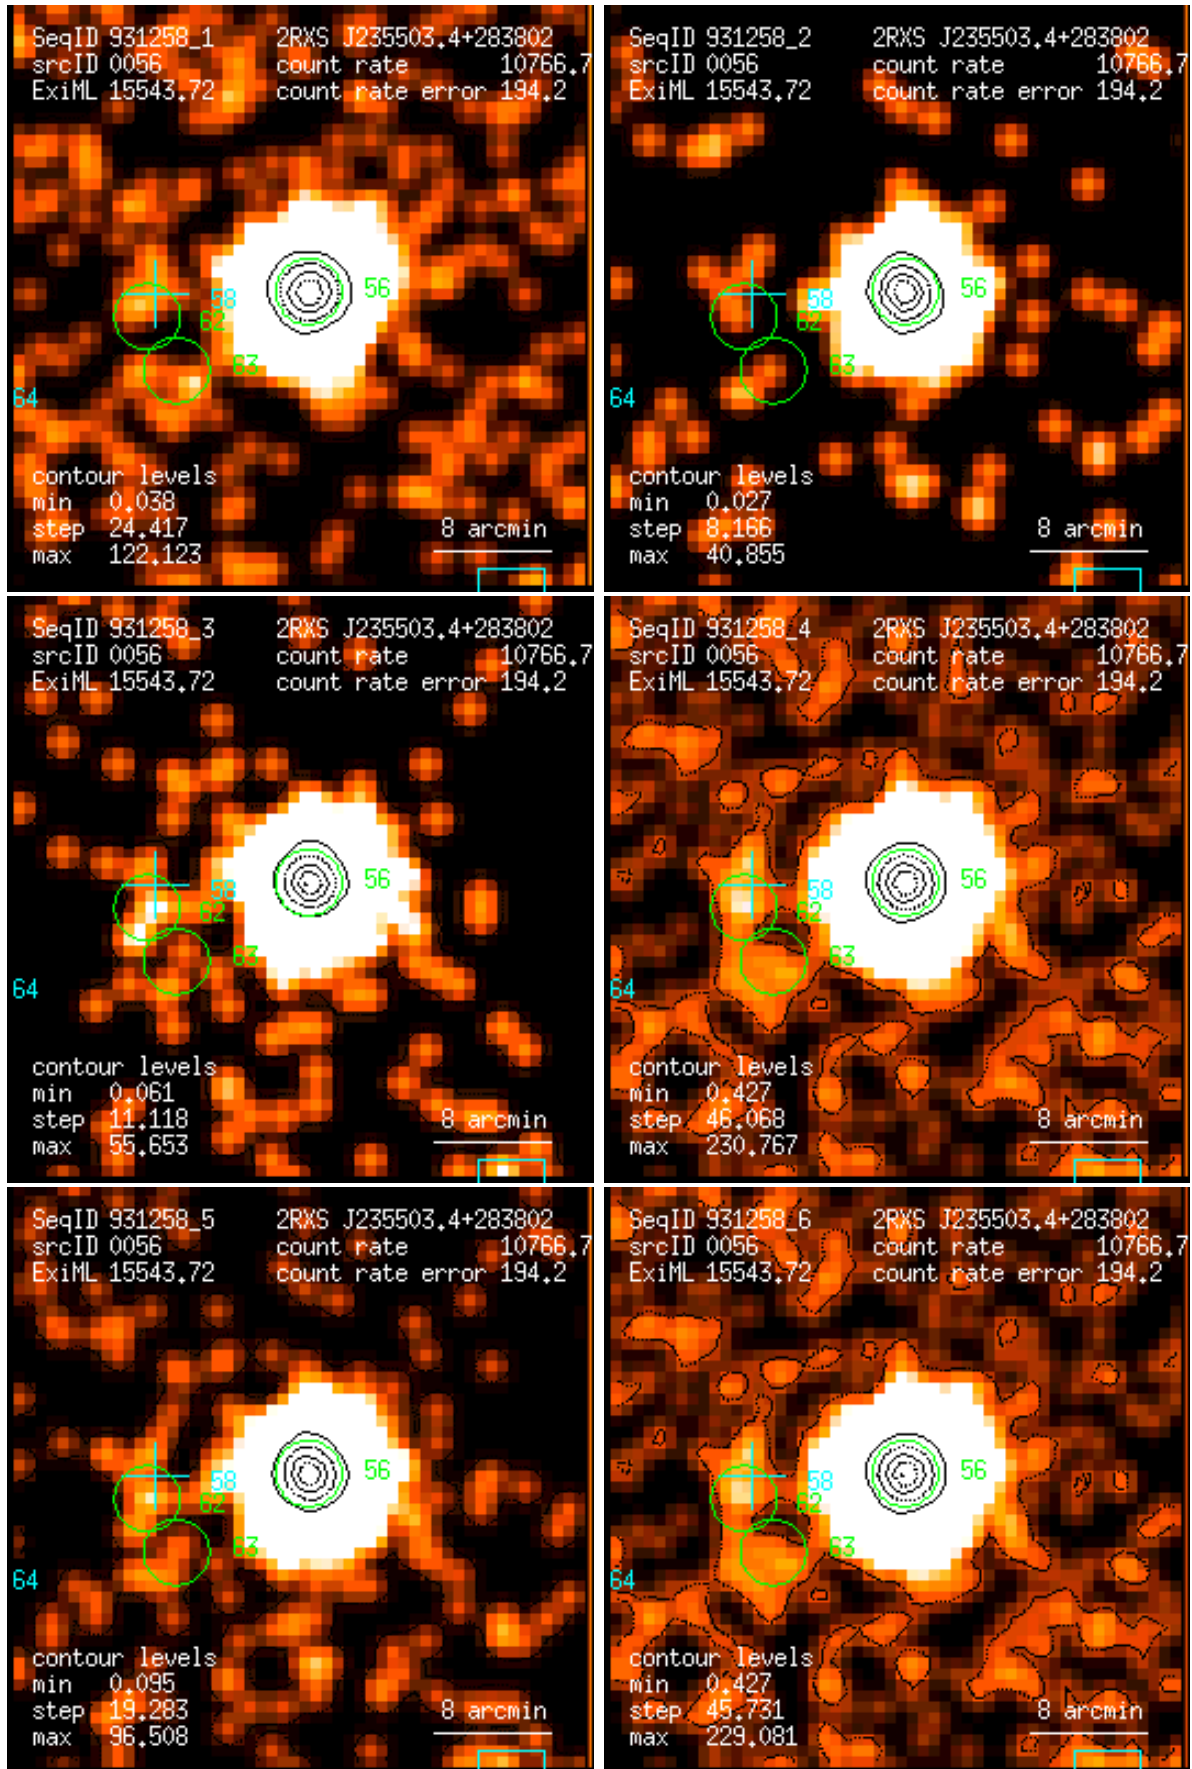 SeqID 931258_1 2RXS J235503.4+283802
srcID 0056 count rate 10766.7
ExiML 15543.72 count rate error 194.2
56
58
62
63
64
contour levels
min 0.038
step 24.417
max 122.123
8 arcmin
SeqID 931258_2 2RXS J235503.4+283802
srcID 0056 count rate 10766.7
ExiML 15543.72 count rate error 194.2
56
58
62
63
64
contour levels
min 0.027
step 8.166
max 40.855
8 arcmin
SeqID 931258_3 2RXS J235503.4+283802
srcID 0056 count rate 10766.7
ExiML 15543.72 count rate error 194.2
56
58
62
63
64
contour levels
min 0.061
step 11.118
max 55.653
8 arcmin
SeqID 931258_4 2RXS J235503.4+283802
srcID 0056 count rate 10766.7
ExiML 15543.72 count rate error 194.2
56
58
62
63
64
contour levels
min 0.427
step 46.068
max 230.767
8 arcmin
SeqID 931258_5 2RXS J235503.4+283802
srcID 0056 count rate 10766.7
ExiML 15543.72 count rate error 194.2
56
58
62
63
64
contour levels
min 0.095
step 19.283
max 96.508
8 arcmin
SeqID 931258_6 2RXS J235503.4+283802
srcID 0056 count rate 10766.7
ExiML 15543.72 count rate error 194.2
56
58
62
63
64
contour levels
min 0.427
step 45.731
max 229.081
8 arcmin